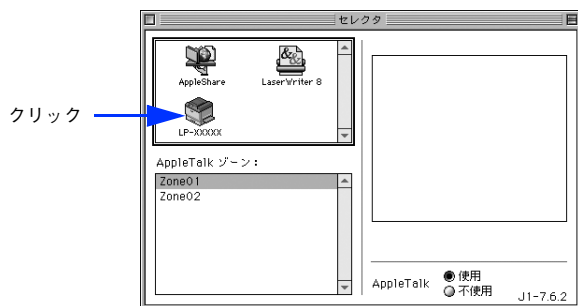 セレクタ
AppleShare
LaserWriter 8
クリック
LP-XXXXX
AppleTalk ゾーン：
Zone01
Zone02
AppleTalk
使用
不使用
J1-7.6.2